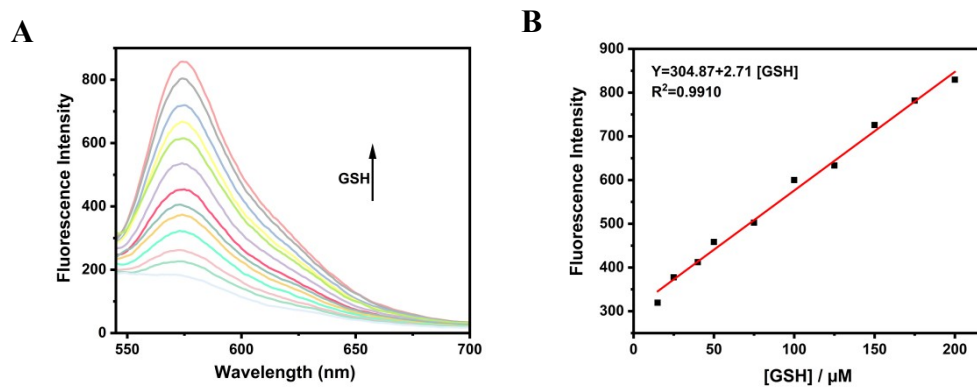 A
800
600
400
200
0
550
600
650
700
Fluorescence Intensity
Wavelength (nm)
GSH
B
Y=304.87+2.71 [GSH]
R²=0.9910
900
800
700
600
500
400
300
0
50
100
150
200
Fluorescence Intensity
[GSH] / μM